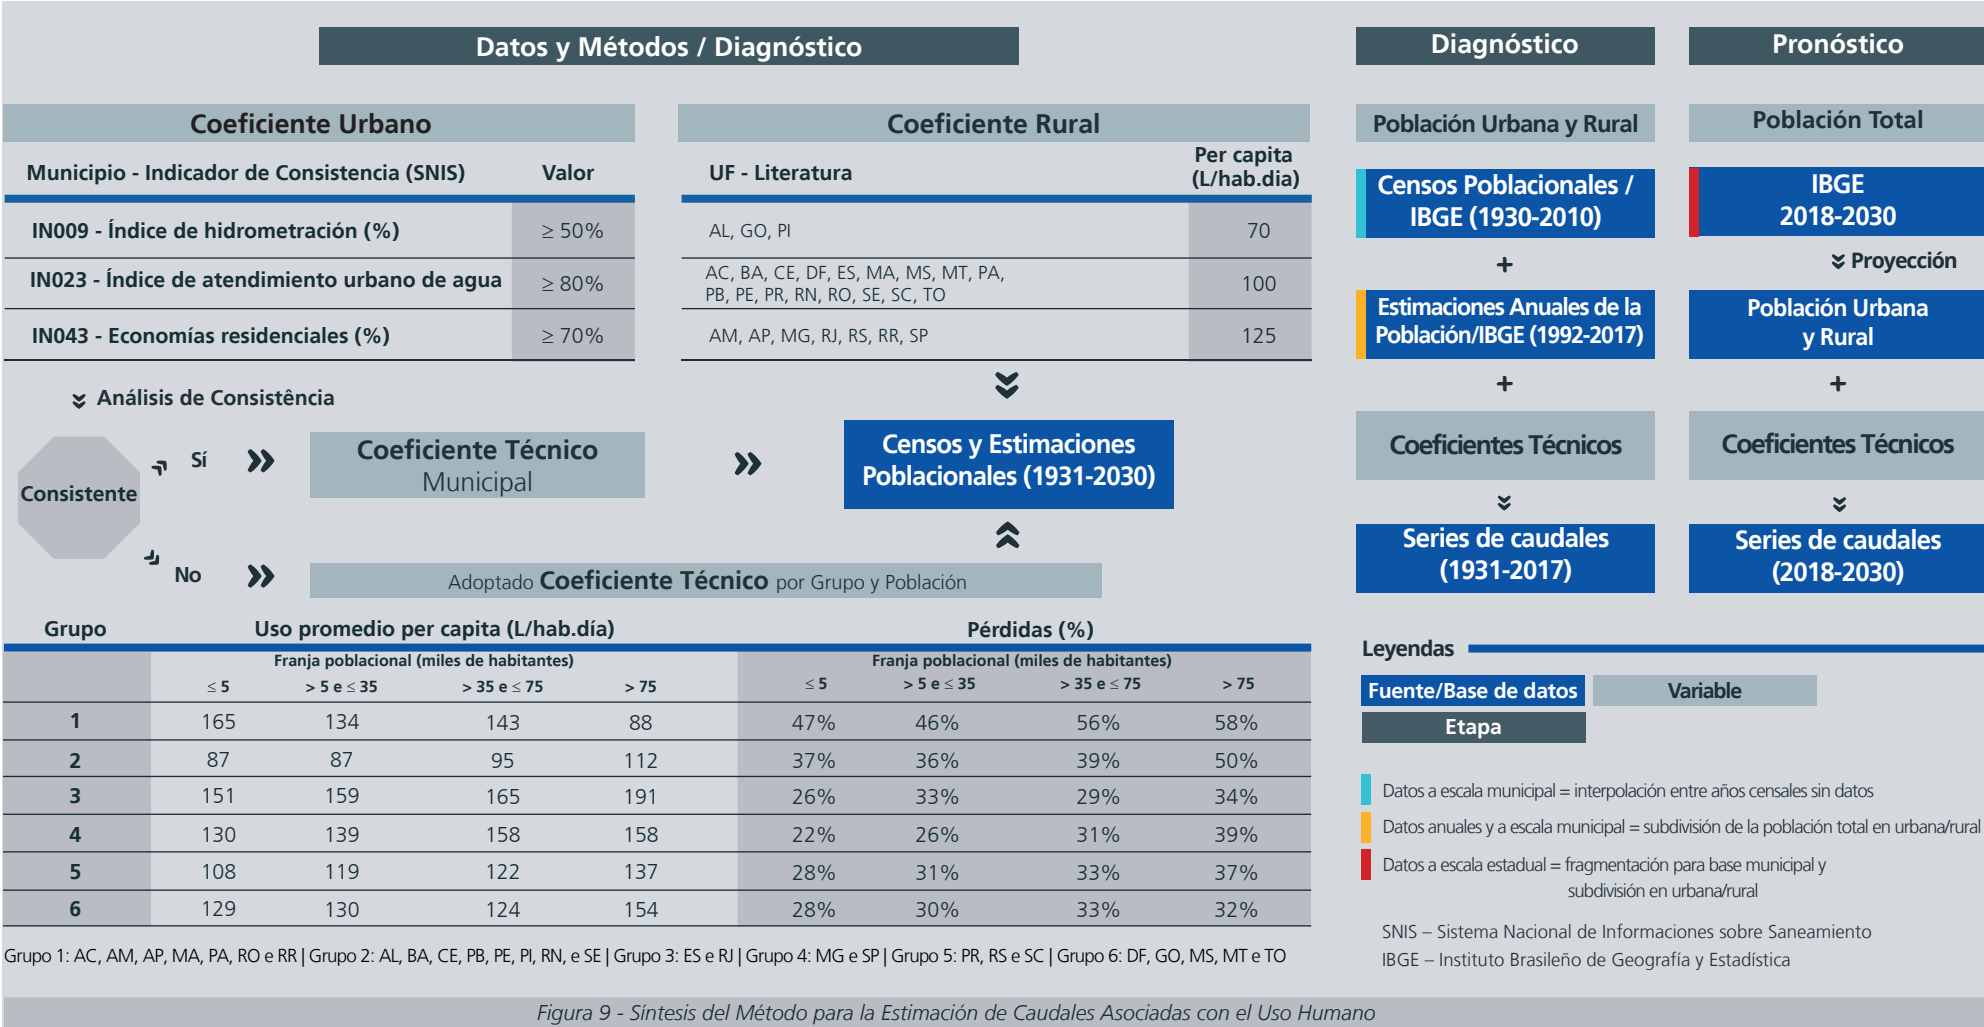 Datos y Métodos / Diagnóstico
Coeficiente Urbano
Municipio - Indicador de Consistencia (SNIS) Valor
IN009 - Índice de hidrometración (%) ≥ 50%
IN023 - Índice de atendimiento urbano de agua ≥ 80%
IN043 - Economías residenciales (%) ≥ 70%
Coeficiente Rural
UF - Literatura Per capita
(L/hab.dia)
AL, GO, PI 70
AC, BA, CE, DF, ES, MA, MS, MT, PA,
PB, PE, PR, RN, RO, SE, SC, TO 100
AM, AP, MG, RJ, RS, RR, SP 125
Análisis de Consistência
Consistente
Sí
Coeficiente Técnico
Municipal
Censos y Estimaciones
Poblacionales (1931-2030)
No
Adoptado Coeficiente Técnico por Grupo y Población
Grupo Uso promedio per capita (L/hab.día) Pérdidas (%)
Franja poblacional (miles de habitantes) Franja poblacional (miles de habitantes)
≤ 5 > 5 e ≤ 35 > 35 e ≤ 75 > 75 ≤ 5 > 5 e ≤ 35 > 35 e ≤ 75 > 75
1 165 134 143 88 47% 46% 56% 58%
2 87 87 95 112 37% 36% 39% 50%
3 151 159 165 191 26% 33% 29% 34%
4 130 139 158 158 22% 26% 31% 39%
5 108 119 122 137 28% 31% 33% 37%
6 129 130 124 154 28% 30% 33% 32%
Grupo 1: AC, AM, AP, MA, PA, RO e RR | Grupo 2: AL, BA, CE, PB, PE, PI, RN, e SE | Grupo 3: ES e RJ | Grupo 4: MG e SP | Grupo 5: PR, RS e SC | Grupo 6: DF, GO, MS, MT e TO
Diagnóstico
Población Urbana y Rural
Censos Poblacionales /
IBGE (1930-2010)
+
Estimaciones Anuales de la
Población/IBGE (1992-2017)
+
Coeficientes Técnicos
Series de caudales
(1931-2017)
Pronóstico
Población Total
IBGE
2018-2030
Proyección
Población Urbana
y Rural
+
Coeficientes Técnicos
Series de caudales
(2018-2030)
Leyendas
Fuente/Base de datos Variable
Etapa
Datos a escala municipal = interpolación entre años censales sin datos
Datos anuales y a escala municipal = subdivisión de la población total en urbana/rural
Datos a escala estadual = fragmentación para base municipal y
subdivisión en urbana/rural
SNIS – Sistema Nacional de Informaciones sobre Saneamiento
IBGE – Instituto Brasileño de Geografía y Estadística
Figura 9 - Síntesis del Método para la Estimación de Caudales Asociadas con el Uso Humano